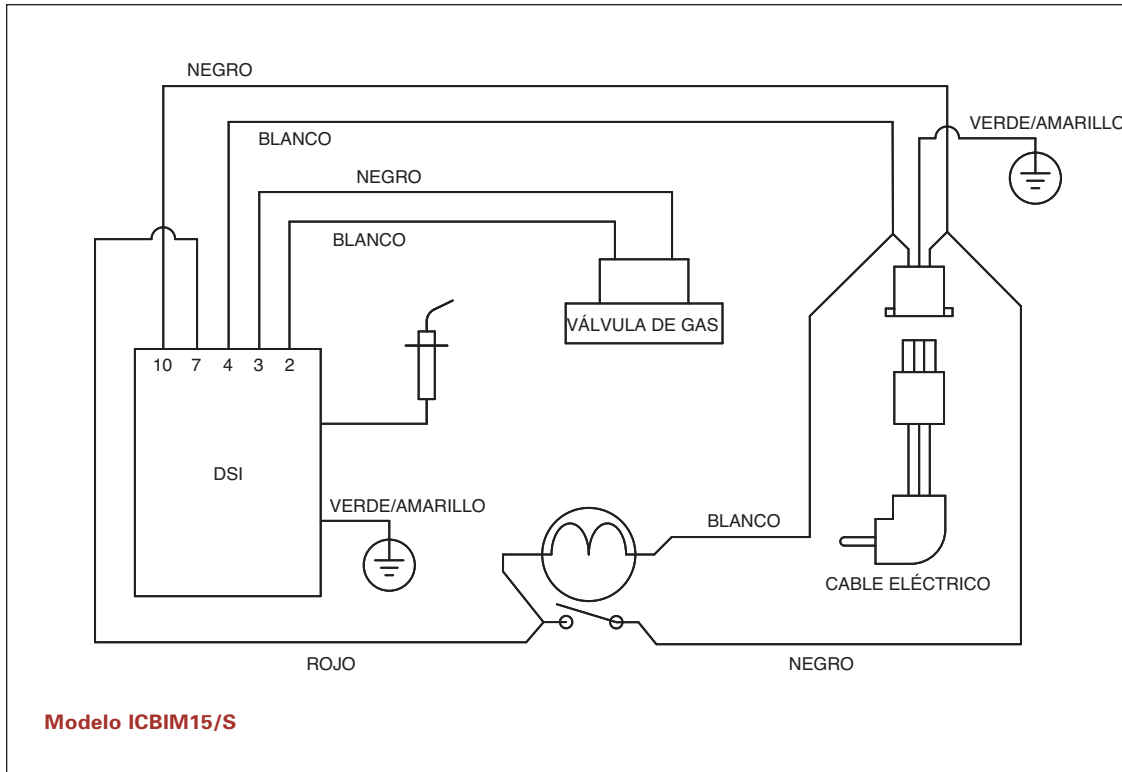 NEGRO
VERDE/AMARILLO
BLANCO
NEGRO
BLANCO
VÁLVULA DE GAS
10 7 4 3 2
DSI
VERDE/AMARILLO
BLANCO
CABLE ELÉCTRICO
ROJO
NEGRO
Modelo ICBIM15/S